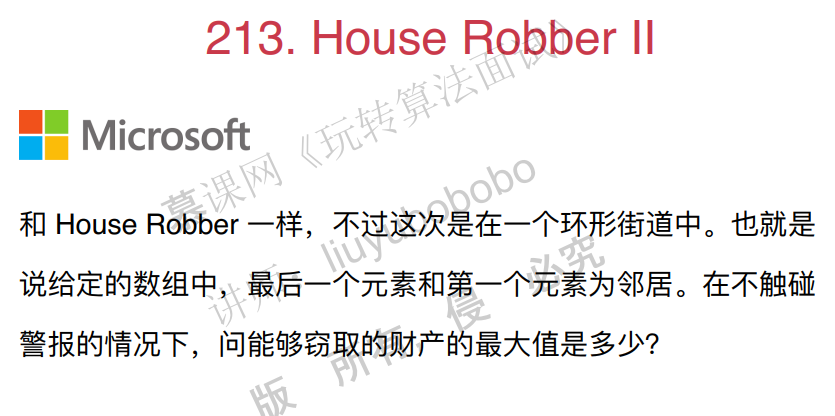 213. House Robber II
Microsoft
和 House Robber 一样，不过这次是在一个环形街道中。也就是
说给定的数组中，最后一个元素和第一个元素为邻居。在不触碰
警报的情况下，问能够窃取的财产的最大值是多少？
慕课网《玩转算法面试》
讲师：liuyubobobo
版 所有，侵 必究